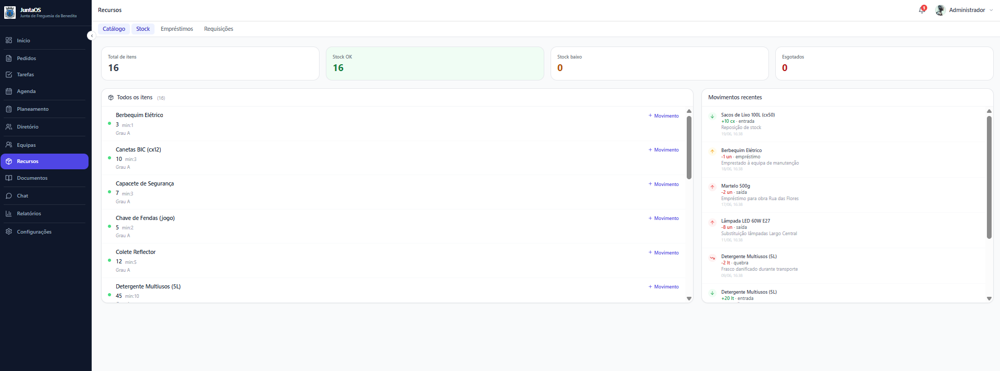 JuntaOS
Junta de Freguesia da Benedita
Início
Pedidos
Tarefas
Agenda
Planeamento
Diretório
Equipas
Recursos
Documentos
Chat
Relatórios
Configurações
Recursos
1
Administrador
Catálogo
Stock
Empréstimos
Requisições
Total de itens
16
Stock OK
16
Stock baixo
0
Esgotados
0
Todos os itens (16)
Berbequim Elétrico
+ Movimento
3 min:1
Grau A
Canetas BIC (cx12)
+ Movimento
10 min:3
Grau A
Capacete de Segurança
+ Movimento
7 min:3
Grau A
Chave de Fendas (jogo)
+ Movimento
5 min:2
Grau A
Colete Reflector
+ Movimento
12 min:5
Grau A
Detergente Multiusos (5L)
+ Movimento
45 min:10
Movimentos recentes
Sacos de Lixo 100L (cx50)
+10 cx · entrada
Reposição de stock
19/06, 16:38
Berbequim Elétrico
-1 un · empréstimo
Emprestado à equipa de manutenção
18/06, 16:38
Martelo 500g
-2 un · saída
Empréstimo para obra Rua das Flores
17/06, 16:38
Lâmpada LED 60W E27
-8 un · saída
Substituição lâmpadas Largo Central
11/06, 16:38
Detergente Multiusos (5L)
-2 lt · quebra
Frasco danificado durante transporte
09/06, 16:38
Detergente Multiusos (5L)
+20 lt · entrada